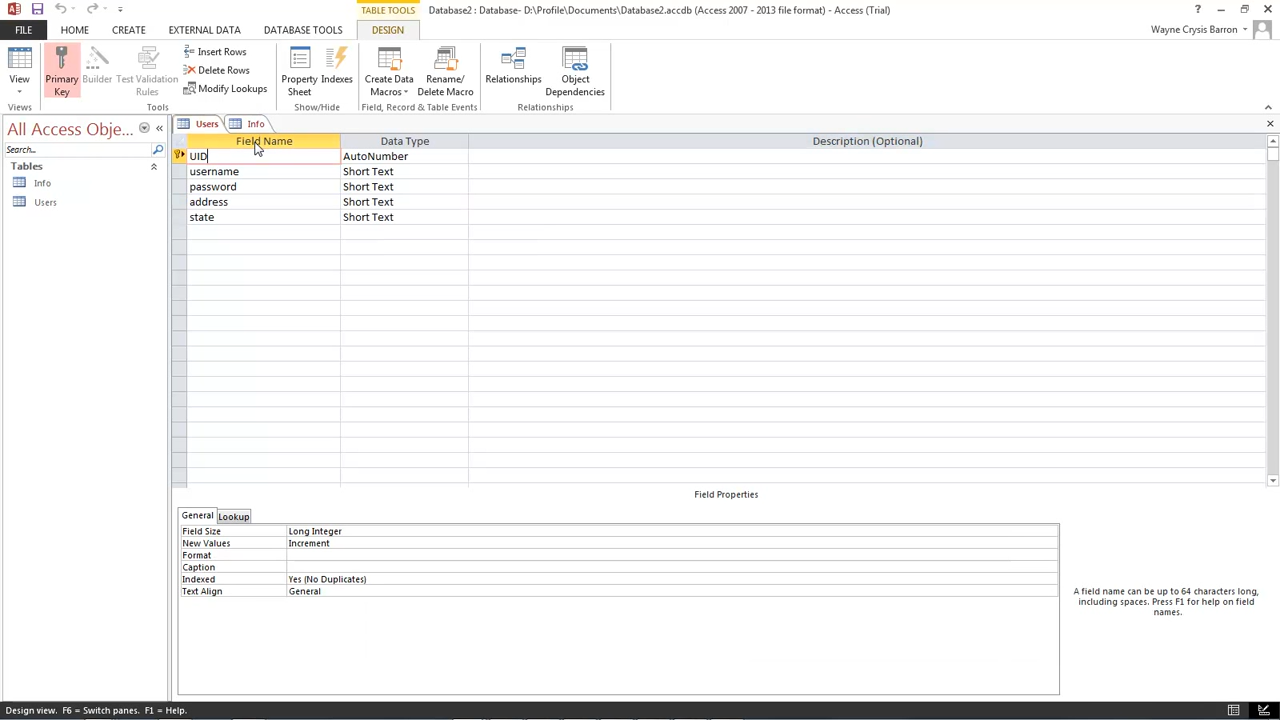 TABLE TOOLS
Database2 : Database- D:\Profile\Documents\Database2.accdb (Access 2007 - 2013 file format) - Access (Trial)
FILE HOME CREATE EXTERNAL DATA DATABASE TOOLS DESIGN
Wayne Crysis Barron
View
Primary Key
Builder
Test Validation Rules
Insert Rows
Delete Rows
Modify Lookups
Property Sheet
Indexes
Create Data Macros
Rename/ Delete Macro
Relationships
Object Dependencies
Views Tools Show/Hide Field, Record & Table Events Relationships
All Access Obje...
Search...
Tables
Info
Users
Users Info
Field Name Data Type Description (Optional)
UID AutoNumber
username Short Text
password Short Text
address Short Text
state Short Text
Field Properties
General Lookup
Field Size Long Integer
New Values Increment
Format
Caption
Indexed Yes (No Duplicates)
Text Align General
A field name can be up to 64 characters long,
including spaces. Press F1 for help on field
names.
Design view. F6 = Switch panes. F1 = Help.